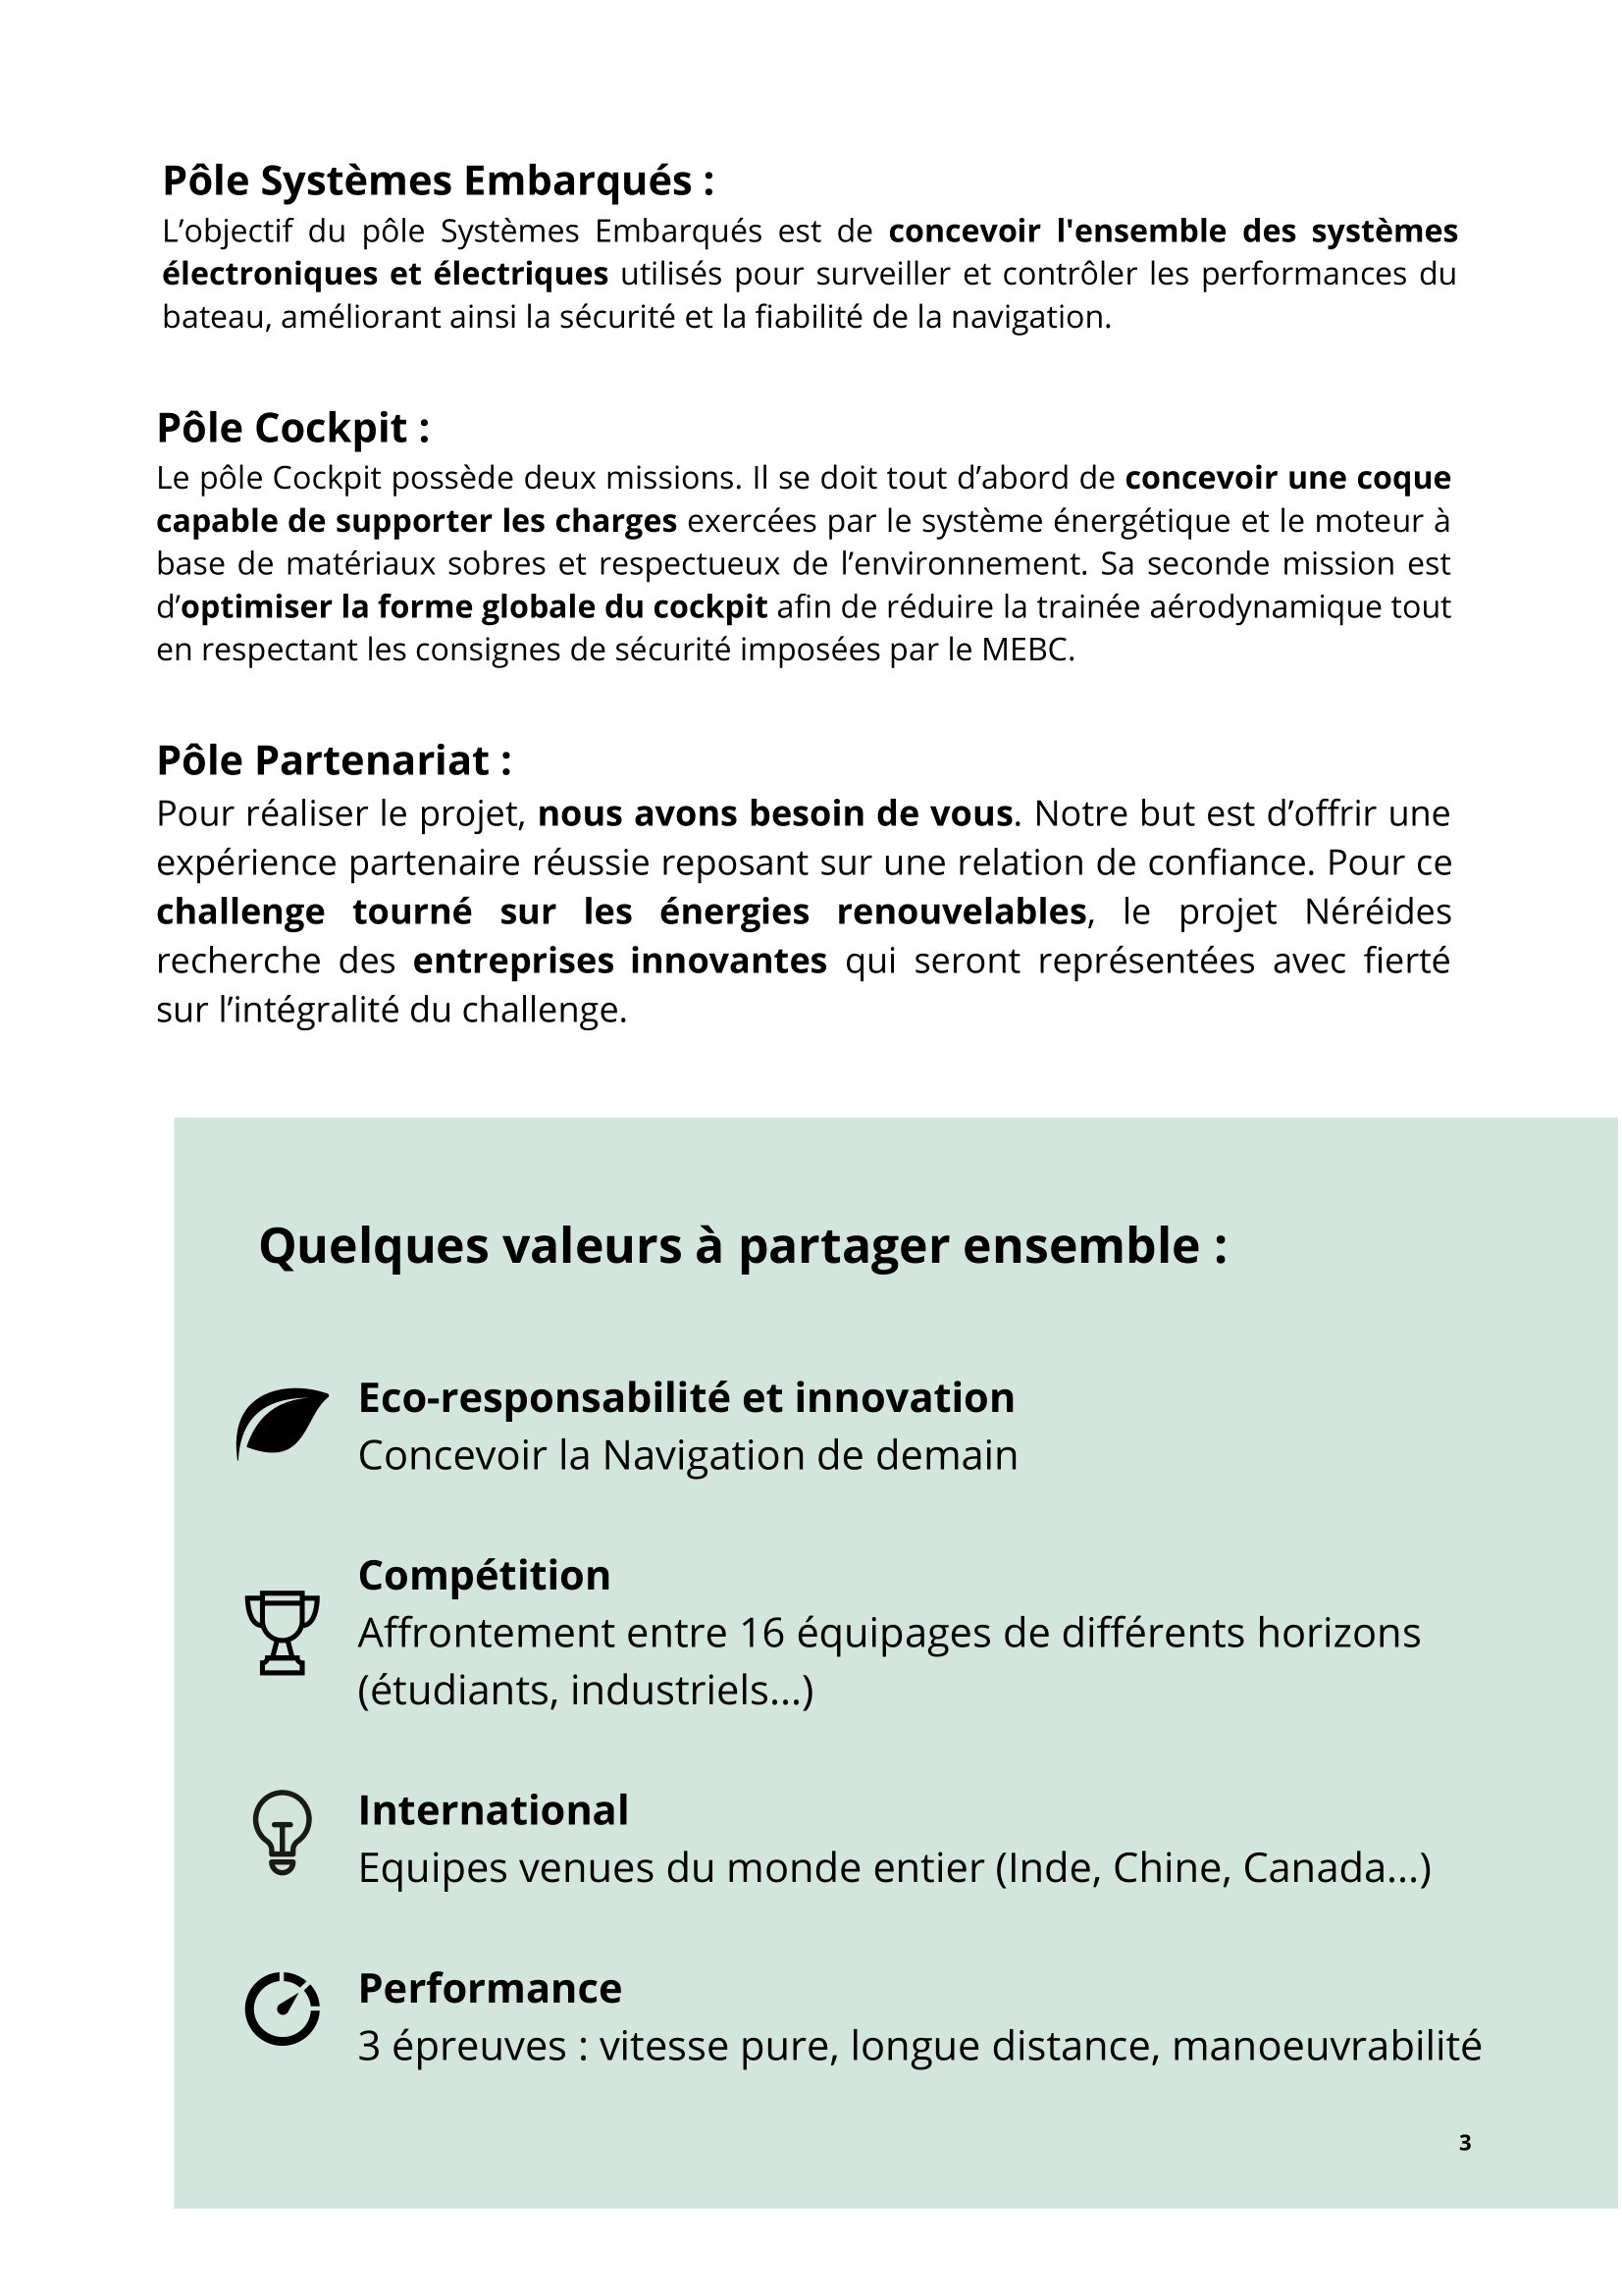 Pôle Systèmes Embarqués :
L’objectif du pôle Systèmes Embarqués est de concevoir l'ensemble des systèmes
électroniques et électriques utilisés pour surveiller et contrôler les performances du
bateau, améliorant ainsi la sécurité et la fiabilité de la navigation.
Pôle Cockpit :
Le pôle Cockpit possède deux missions. Il se doit tout d’abord de concevoir une coque
capable de supporter les charges exercées par le système énergétique et le moteur à
base de matériaux sobres et respectueux de l’environnement. Sa seconde mission est
d’optimiser la forme globale du cockpit afin de réduire la trainée aérodynamique tout
en respectant les consignes de sécurité imposées par le MEBC.
Pôle Partenariat :
Pour réaliser le projet, nous avons besoin de vous. Notre but est d’offrir une
expérience partenaire réussie reposant sur une relation de confiance. Pour ce
challenge tourné sur les énergies renouvelables, le projet Néréides
recherche des entreprises innovantes qui seront représentées avec fierté
sur l’intégralité du challenge.
Quelques valeurs à partager ensemble :
Eco-responsabilité et innovation
Concevoir la Navigation de demain
Compétition
Affrontement entre 16 équipages de différents horizons
(étudiants, industriels...)
International
Equipes venues du monde entier (Inde, Chine, Canada...)
Performance
3 épreuves : vitesse pure, longue distance, manoeuvrabilité
3